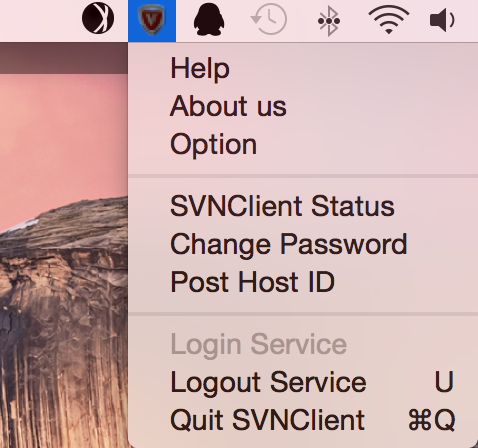 Help
About us
Option
SVNClient Status
Change Password
Post Host ID
Login Service
Logout Service U
Quit SVNClient ⌘Q